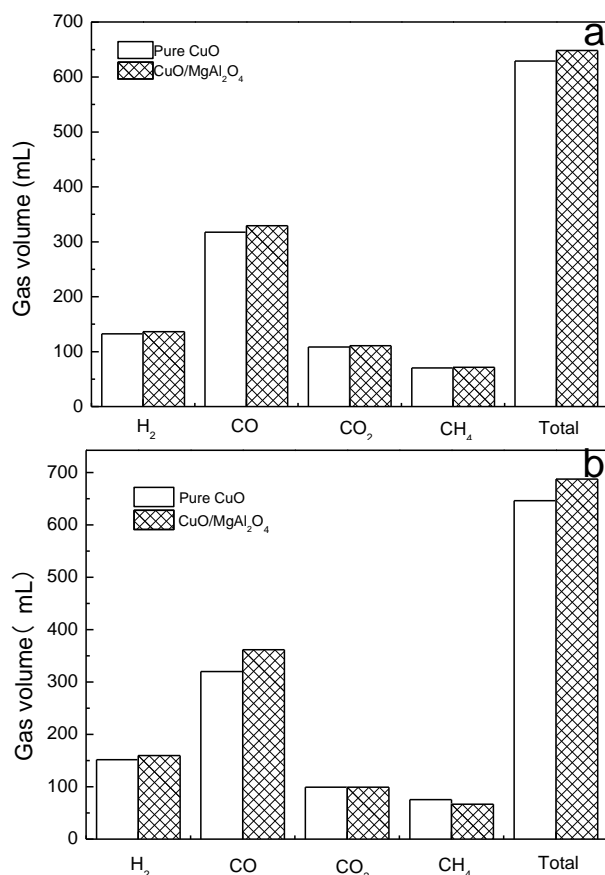 a
700
600
500
400
300
200
100
0
Gas volume (mL)
Pure CuO
CuO/MgAl₂O₄
H₂ CO CO₂ CH₄ Total
b
700
600
500
400
300
200
100
0
Gas volume( mL)
Pure CuO
CuO/MgAl₂O₄
H₂ CO CO₂ CH₄ Total